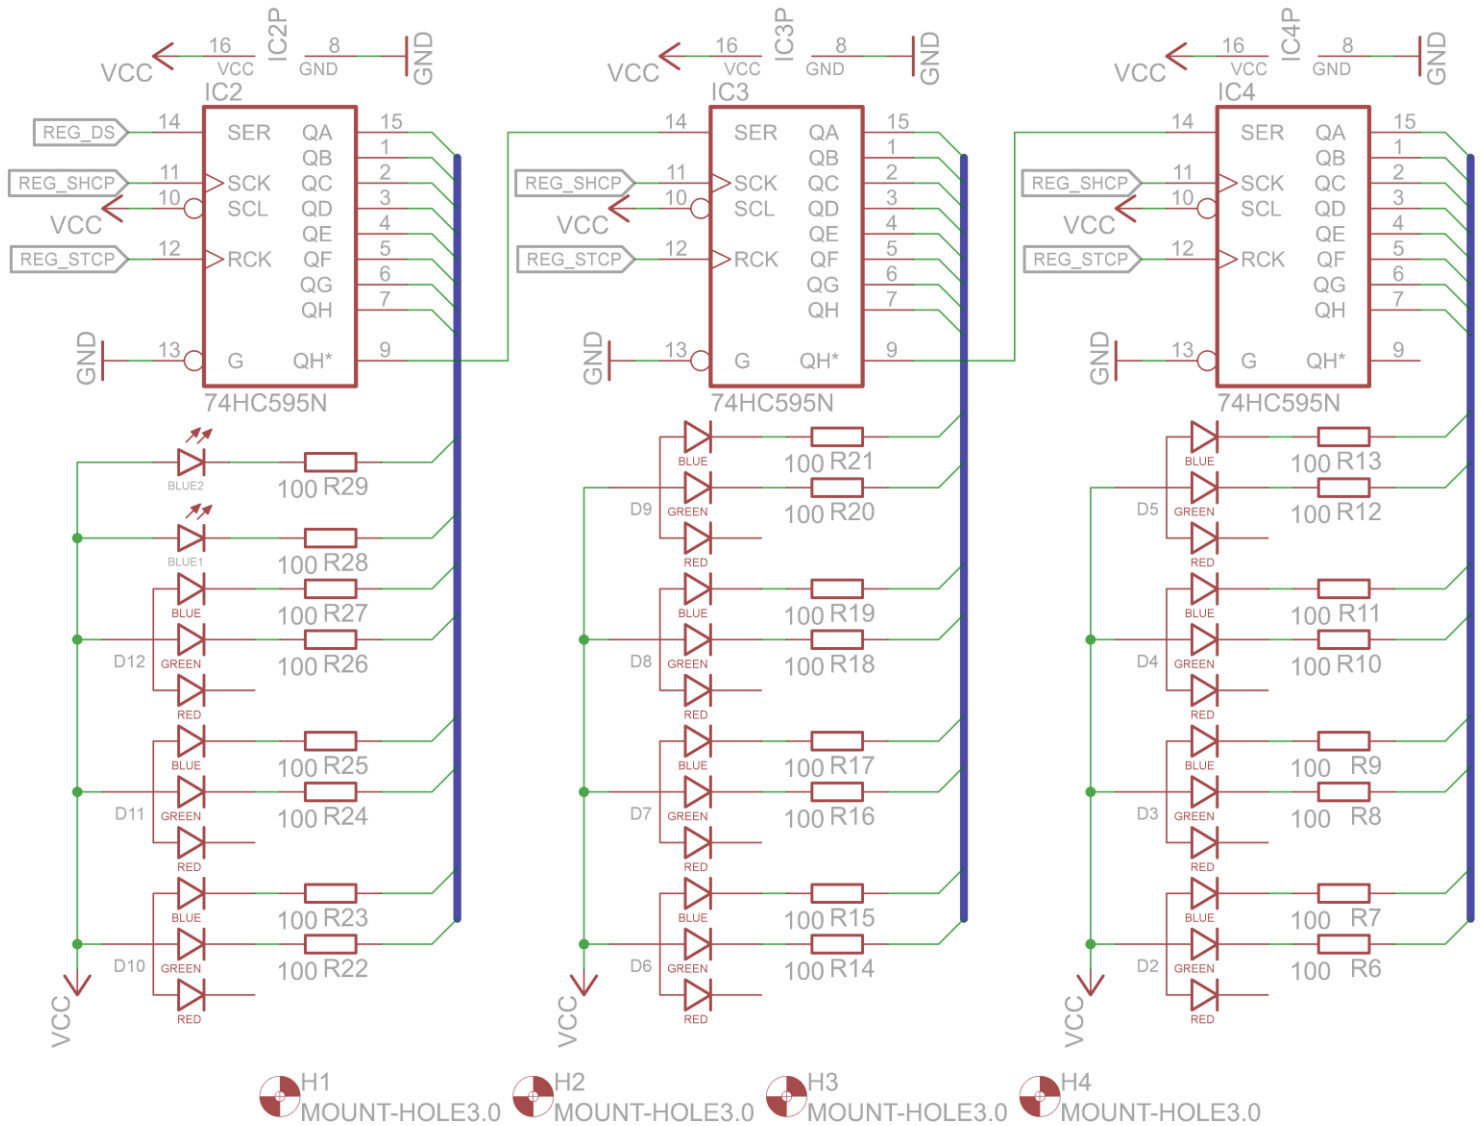 16 IC2P 8 GND 16 IC3P 8 GND 16 IC4P 8 GND
VCC VCC GND VCC VCC GND VCC VCC GND
IC2 IC3 IC4
REG_DS 14 SER QA 15 14 SER QA 15 14 SER QA 15
QB 1 QB 1 QB 1
REG_SHCP 11 SCK QC 2 REG_SHCP 11 SCK QC 2 REG_SHCP 11 SCK QC 2
VCC 10 SCL QD 3 VCC 10 SCL QD 3 VCC 10 SCL QD 3
QE 4 QE 4 QE 4
REG_STCP 12 RCK QF 5 REG_STCP 12 RCK QF 5 REG_STCP 12 RCK QF 5
QG 6 QG 6 QG 6
QH 7 QH 7 QH 7
GND 13 G QH* 9 GND 13 G QH* 9 GND 13 G QH* 9
74HC595N 74HC595N 74HC595N
BLUE 100 R21 BLUE 100 R13
BLUE2 100 R29
D9 GREEN 100 R20 D5 GREEN 100 R12
BLUE1 100 R28 RED RED
BLUE 100 R27 BLUE 100 R19 BLUE 100 R11
D12 GREEN 100 R26 D8 GREEN 100 R18 D4 GREEN 100 R10
RED RED RED
BLUE 100 R25 BLUE 100 R17 BLUE 100 R9
D11 GREEN 100 R24 D7 GREEN 100 R16 D3 GREEN 100 R8
RED RED RED
BLUE 100 R23 BLUE 100 R15 BLUE 100 R7
D10 GREEN 100 R22 D6 GREEN 100 R14 D2 GREEN 100 R6
VCC RED VCC RED VCC RED
H1 H2 H3 H4
MOUNT-HOLE3.0 MOUNT-HOLE3.0 MOUNT-HOLE3.0 MOUNT-HOLE3.0